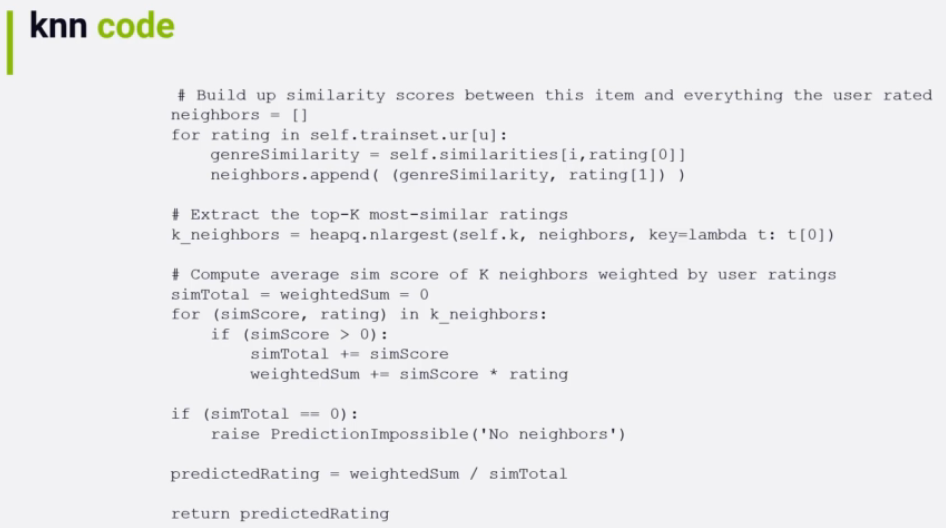 knn code
# Build up similarity scores between this item and everything the user rated
neighbors = []
for rating in self.trainset.ur[u]:
    genreSimilarity = self.similarities[i,rating[0]]
    neighbors.append( (genreSimilarity, rating[1]) )
# Extract the top-K most-similar ratings
k_neighbors = heapq.nlargest(self.k, neighbors, key=lambda t: t[0])
# Compute average sim score of K neighbors weighted by user ratings
simTotal = weightedSum = 0
for (simScore, rating) in k_neighbors:
    if (simScore > 0):
        simTotal += simScore
        weightedSum += simScore * rating
if (simTotal == 0):
    raise PredictionImpossible('No neighbors')
predictedRating = weightedSum / simTotal
return predictedRating